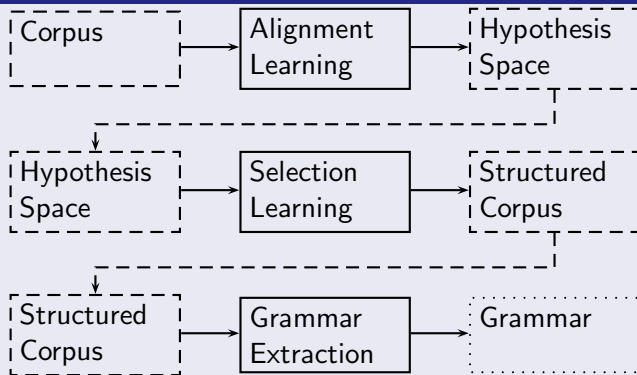 Corpus
Alignment
Learning
Hypothesis
Space
Hypothesis
Space
Selection
Learning
Structured
Corpus
Structured
Corpus
Grammar
Extraction
Grammar